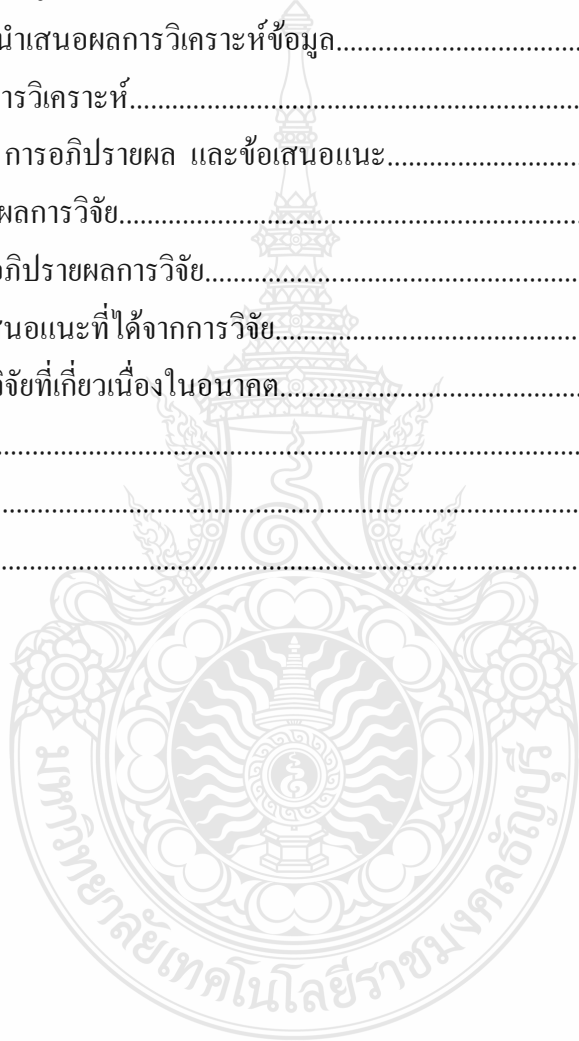 นำเสนอผลการวิเคราะห์ข้อมูล................................................
การวิเคราะห์................................................................................
การอภิปรายผล และข้อเสนอแนะ.......................................
ผลการวิจัย..................................................................................
อภิปรายผลการวิจัย....................................................................
สนอแนะที่ได้จากการวิจัย........................................................
วิจัยที่เกี่ยวเนื่องในอนาคต...................................................
....................................................................................................
....................................................................................................
....................................................................................................
มหาวิทยาลัยเทคโนโลยีราชมงคลธัญบุรี